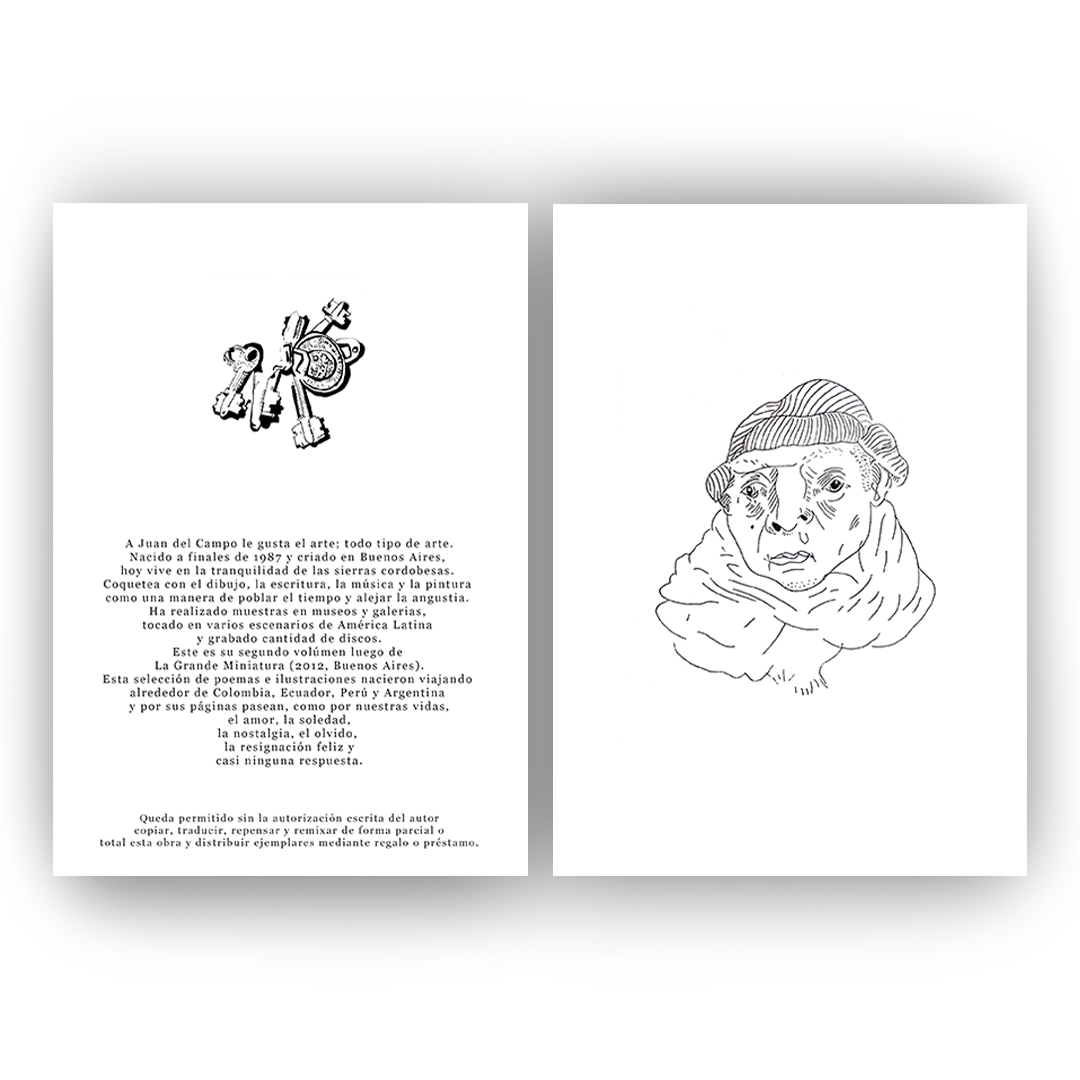 A Juan del Campo le gusta el arte; todo tipo de arte.
Nacido a finales de 1987 y criado en Buenos Aires,
hoy vive en la tranquilidad de las sierras cordobesas.
Coquetea con el dibujo, la escritura, la música y la pintura
como una manera de poblar el tiempo y alejar la angustia.
Ha realizado muestras en museos y galerias,
tocado en varios escenarios de América Latina
y grabado cantidad de discos.
Este es su segundo volúmen luego de
La Grande Miniatura (2012, Buenos Aires).
Esta selección de poemas e ilustraciones nacieron viajando
alrededor de Colombia, Ecuador, Perú y Argentina
y por sus páginas pasean, como por nuestras vidas,
el amor, la soledad,
la nostalgia, el olvido,
la resignación feliz y
casi ninguna respuesta.
Queda permitido sin la autorización escrita del autor
copiar, traducir, repensar y remixar de forma parcial o
total esta obra y distribuir ejemplares mediante regalo o préstamo.